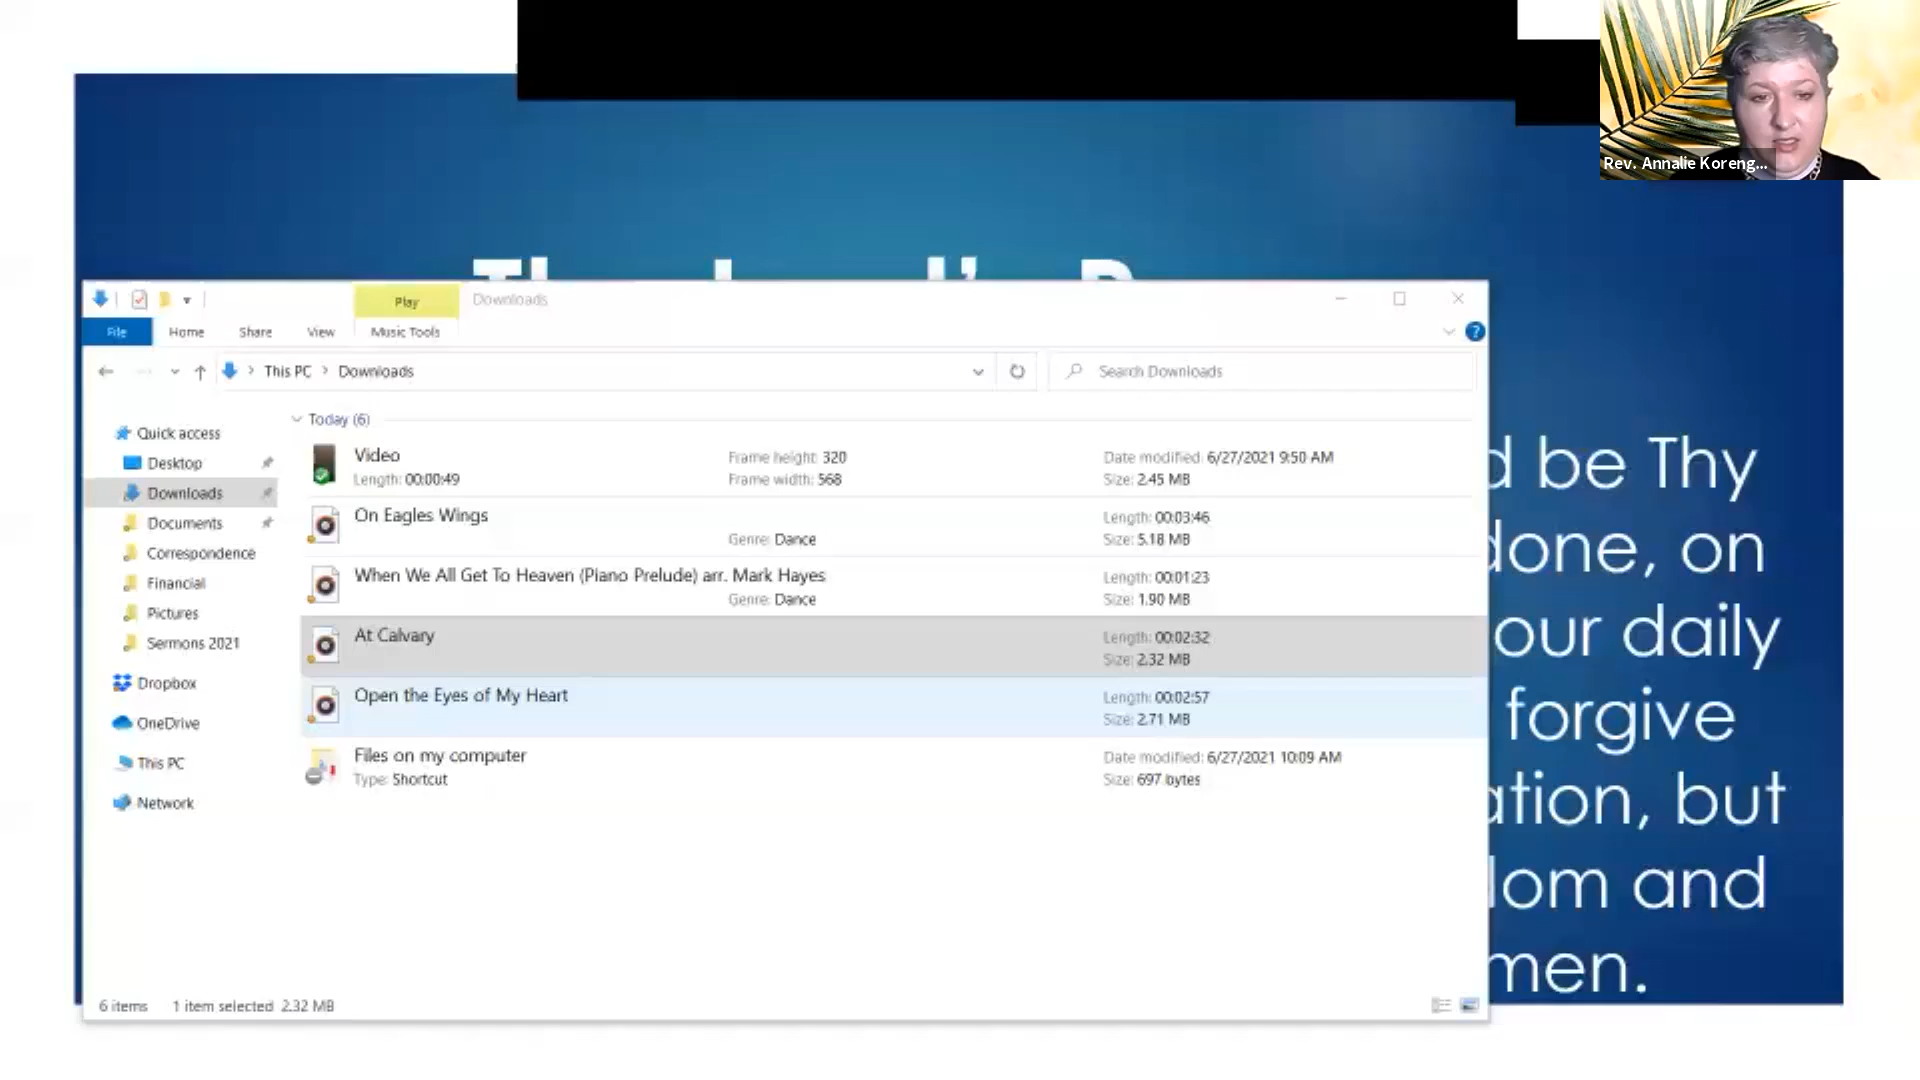 Rev. Annalie Koreng...
Play
Downloads
File
Home
Share
View
Music Tools
This PC > Downloads
Search Downloads
Quick access
Desktop
Downloads
Documents
Correspondence
Financial
Pictures
Sermons 2021
Dropbox
OneDrive
This PC
Network
Today (6)
Video
Length: 00:00:49
Frame height: 320
Frame width: 568
Date modified: 6/27/2021 9:50 AM
Size: 2.45 MB
On Eagles Wings
Genre: Dance
Length: 00:03:46
Size: 5.18 MB
When We All Get To Heaven (Piano Prelude) arr. Mark Hayes
Genre: Dance
Length: 00:01:23
Size: 1.90 MB
At Calvary
Length: 00:02:32
Size: 2.32 MB
Open the Eyes of My Heart
Length: 00:02:57
Size: 2.71 MB
Files on my computer
Type: Shortcut
Date modified: 6/27/2021 10:09 AM
Size: 697 bytes
6 items 1 item selected 2.32 MB
d be Thy
done, on
our daily
forgive
ation, but
dom and
men.